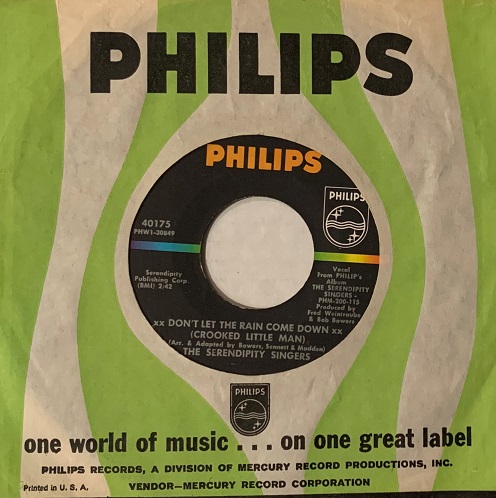 PHILIPS
PHILIPS
PHILIPS
40175
PHW1-30849
Serendipity
Publishing Corp.
(BMI) 2:42
Vocal
From PHILIP's
Album
THE SERENDIPITY
SINGERS -
PHM-200-115
Produced by
Fred Weintraub
& Bob Bowers
xx DON'T LET THE RAIN COME DOWN xx
(CROOKED LITTLE MAN)
(Arr. & Adapted by Bowers, Sennett & Madden)
THE SERENDIPITY SINGERS
PHILIPS
one world of music . . . on one great label
PHILIPS RECORDS, A DIVISION OF MERCURY RECORD PRODUCTIONS, INC.
Printed in U. S. A.
VENDOR—MERCURY RECORD CORPORATION